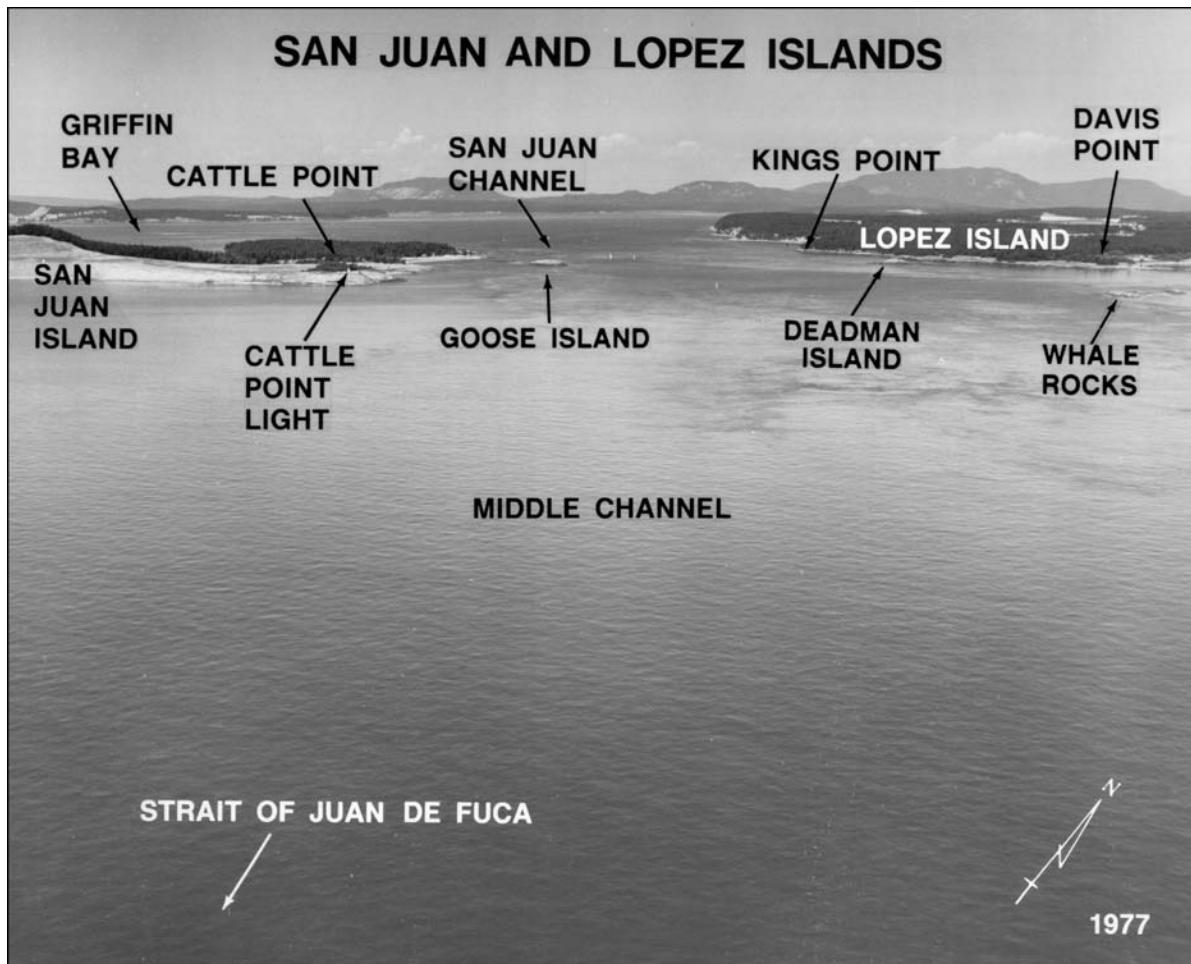 SAN JUAN AND LOPEZ ISLANDS
GRIFFIN
BAY
CATTLE POINT
SAN JUAN
CHANNEL
KINGS POINT
DAVIS
POINT
LOPEZ ISLAND
SAN
JUAN
ISLAND
CATTLE
POINT
LIGHT
GOOSE ISLAND
DEADMAN
ISLAND
WHALE
ROCKS
MIDDLE CHANNEL
STRAIT OF JUAN DE FUCA
N
1977